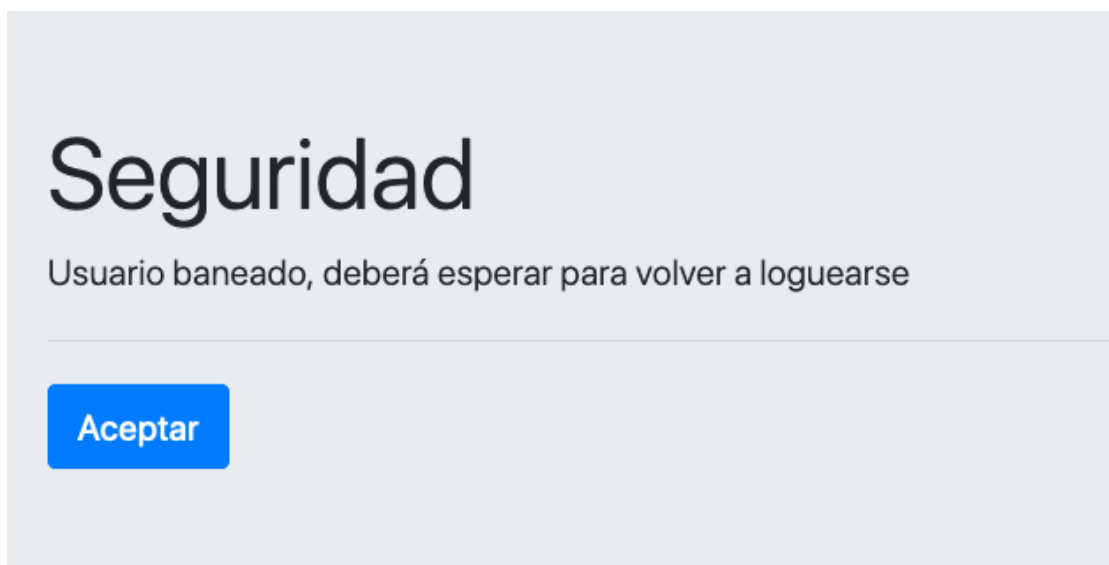 Seguridad
Usuario baneado, deberá esperar para volver a loguearse
Aceptar